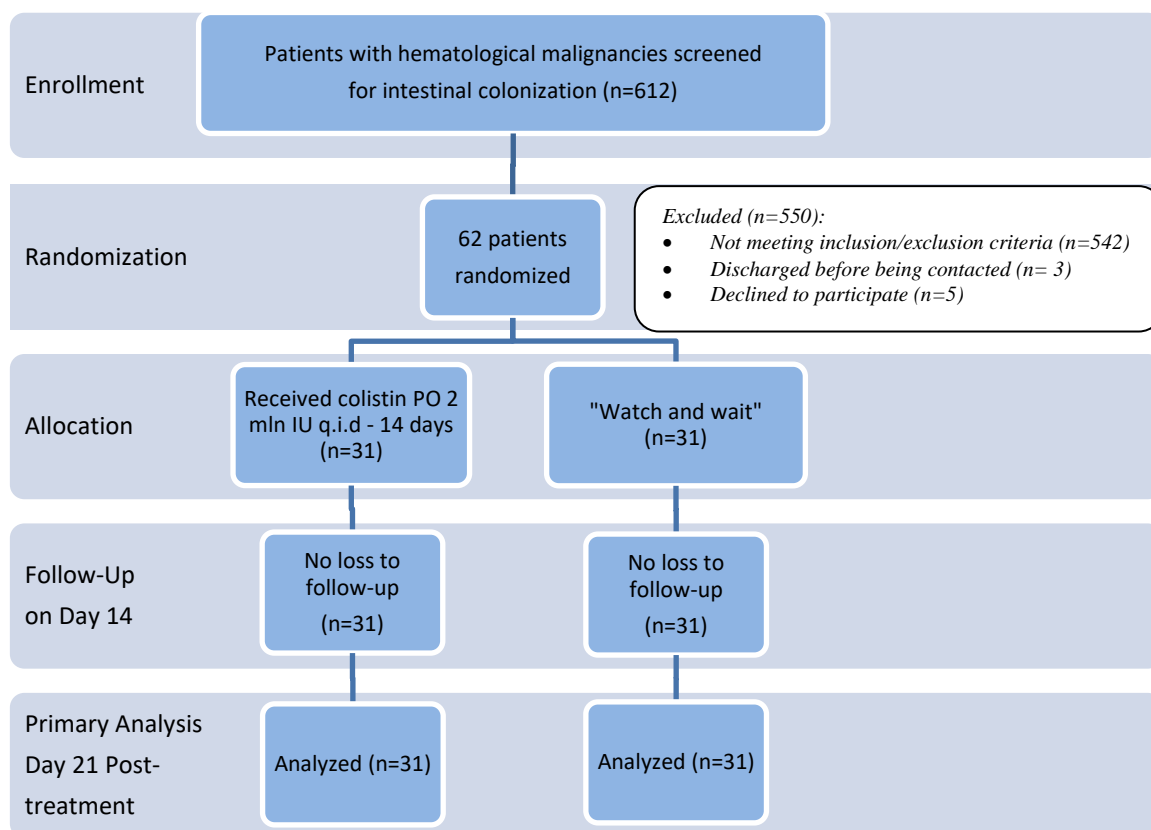 Enrollment
Patients with hematological malignancies screened
for intestinal colonization (n=612)
Randomization
62 patients
randomized
Excluded (n=550):
• Not meeting inclusion/exclusion criteria (n=542)
• Discharged before being contacted (n= 3)
• Declined to participate (n=5)
Allocation
Received colistin PO 2
mln IU q.i.d - 14 days
(n=31)
"Watch and wait"
(n=31)
Follow-Up
on Day 14
No loss to
follow-up
(n=31)
No loss to
follow-up
(n=31)
Primary Analysis
Day 21 Post-
treatment
Analyzed (n=31)
Analyzed (n=31)